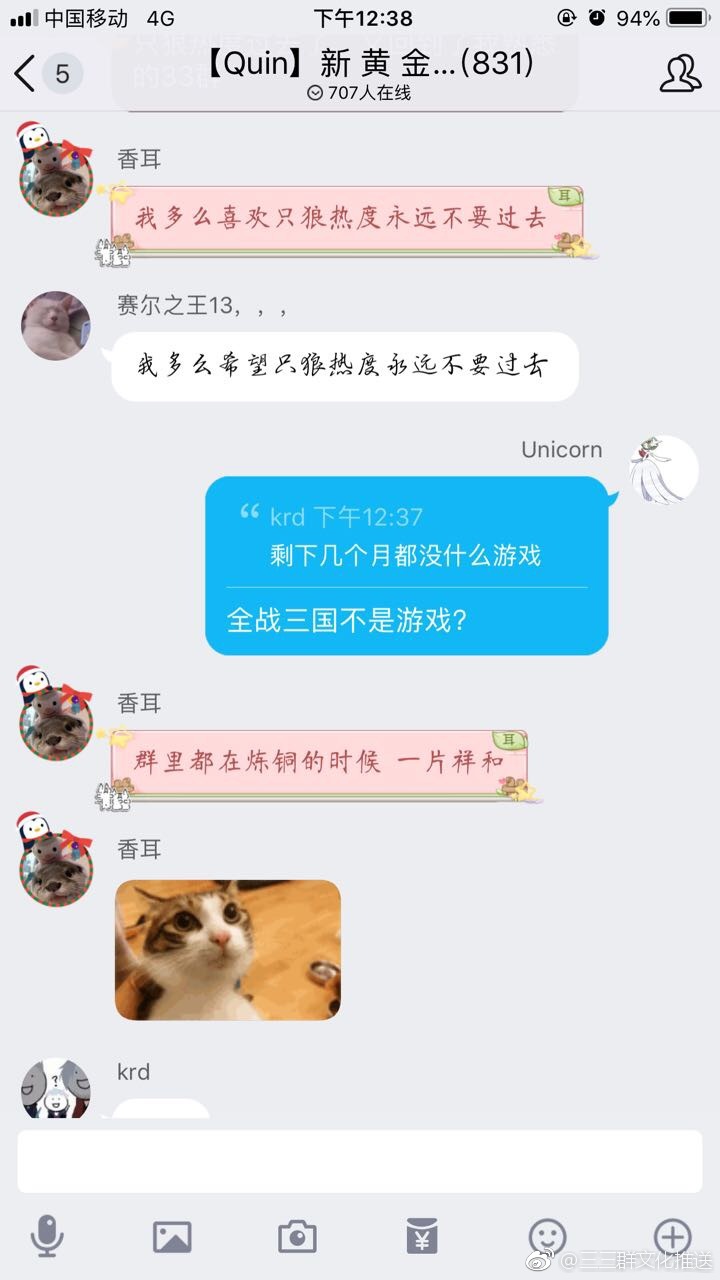 中国移动 4G 下午12:38 94%
5 【Quin】新 黄 金...(831)
707人在线
香耳
耳
我多么喜欢只狼热度永远不要过去
赛尔之王13，，，
我多么希望只狼热度永远不要过去
Unicorn
“ krd 下午12:37
剩下几个月都没什么游戏
全战三国不是游戏?
香耳
耳
群里都在炼铜的时候 一片祥和
香耳
krd
?
¥
@三三群文化推送